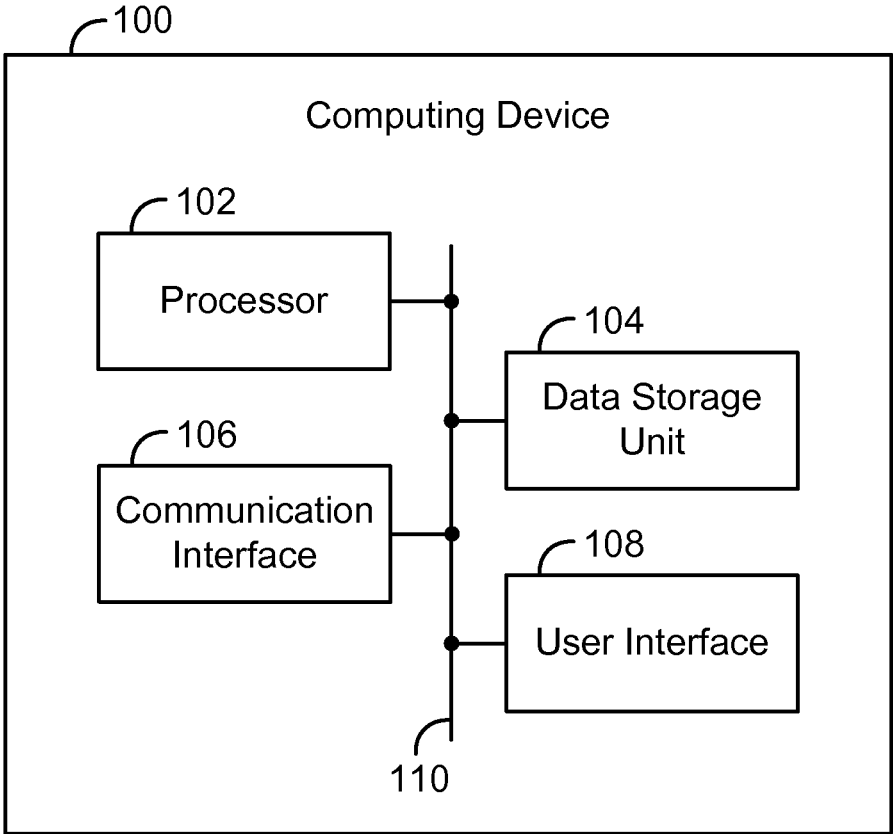 100
Computing Device
102
Processor
104
Data Storage
Unit
106
Communication
Interface
108
User Interface
110